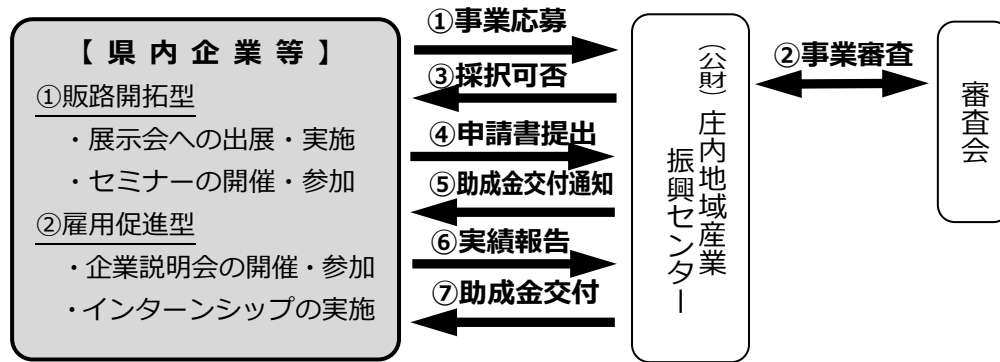 【 県 内 企 業 等 】
①販路開拓型
・展示会への出展・実施
・セミナーの開催・参加
②雇用促進型
・企業説明会の開催・参加
・インターンシップの実施
①事業応募
③採択可否
④申請書提出
⑤助成金交付通知
⑥実績報告
⑦助成金交付
（公財）庄内地域産業
振興センター
②事業審査
審査会